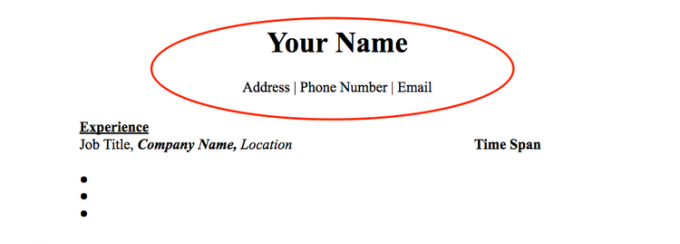 Your Name
Address | Phone Number | Email
Experience
Job Title, Company Name, Location Time Span